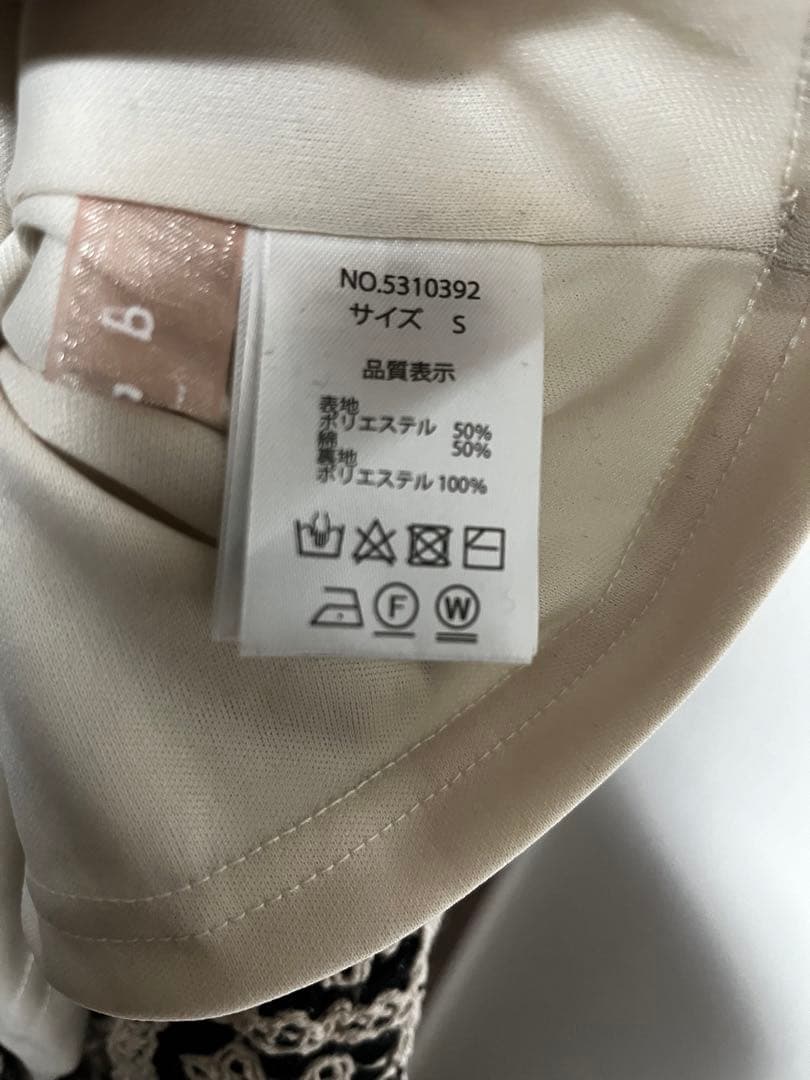 NO.5310392
サイズ S
品質表示
表地
ポリエステル 50%
綿 50%
裏地
ポリエステル 100%
F W